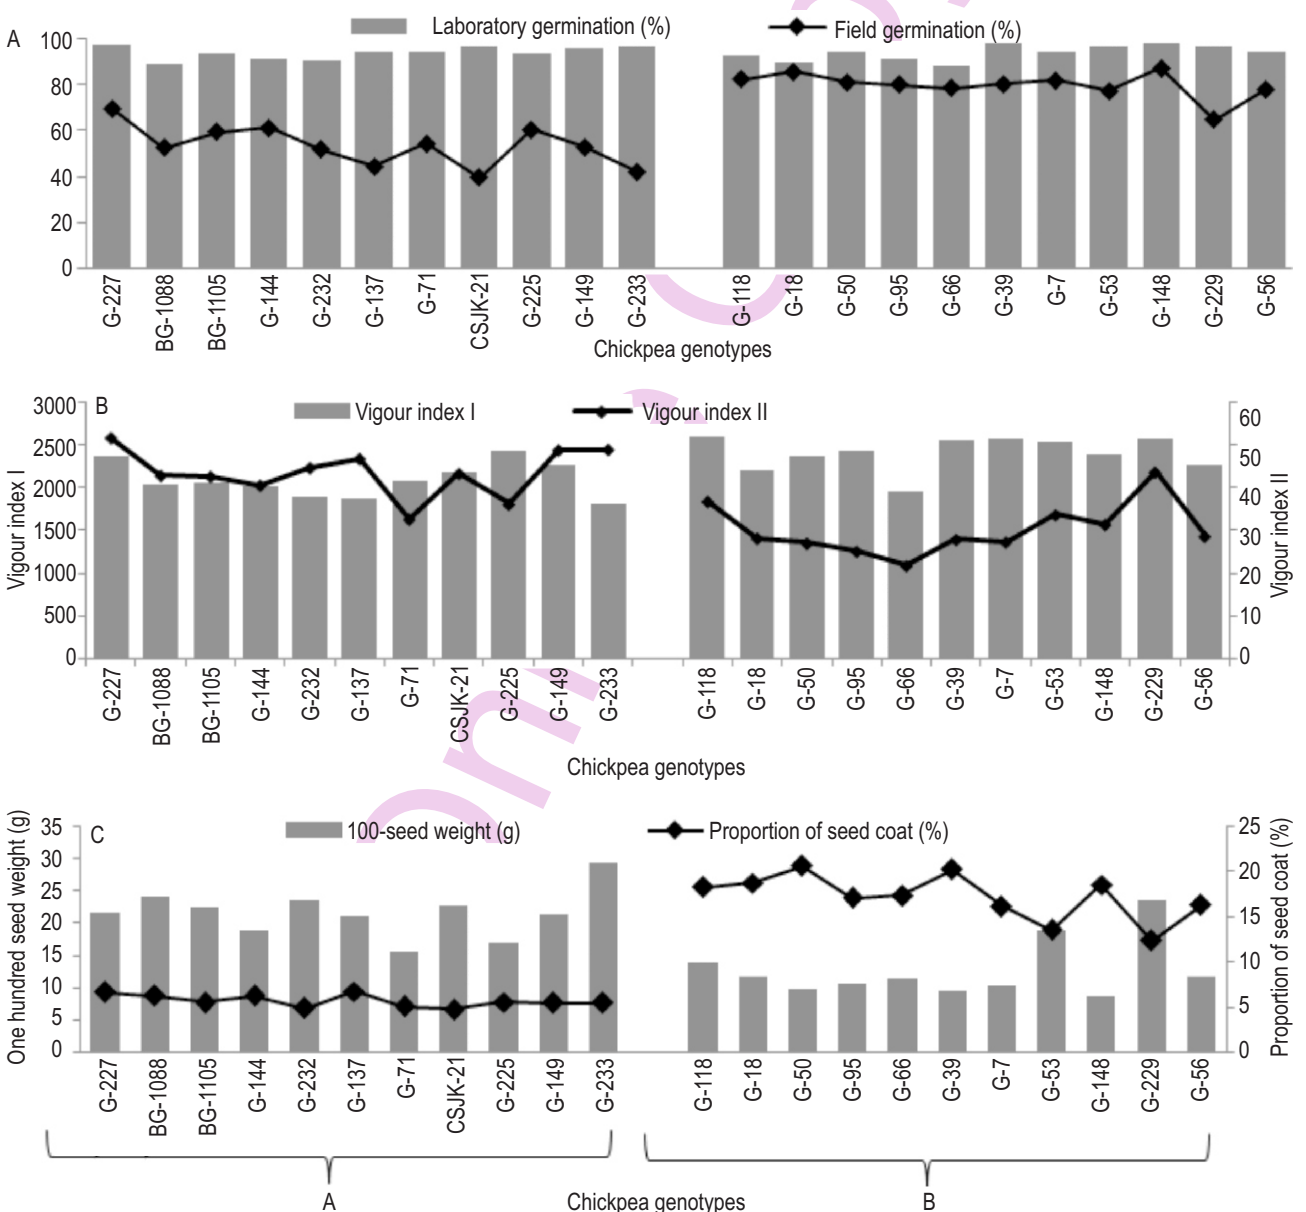 A
Laboratory germination (%)
Field germination (%)
100
80
60
40
20
0
G-227
BG-1088
BG-1105
G-144
G-232
G-137
G-71
CSJK-21
G-225
G-149
G-233
G-118
G-18
G-50
G-95
G-66
G-39
G-7
G-53
G-148
G-229
G-56
Chickpea genotypes
B
Vigour index I
Vigour index II
Vigour index I
3000
2500
2000
1500
1000
500
0
60
50
40
30
20
10
0
Vigour index II
G-227
BG-1088
BG-1105
G-144
G-232
G-137
G-71
CSJK-21
G-225
G-149
G-233
G-118
G-18
G-50
G-95
G-66
G-39
G-7
G-53
G-148
G-229
G-56
Chickpea genotypes
C
100-seed weight (g)
Proportion of seed coat (%)
One hundred seed weight (g)
35
30
25
20
15
10
5
0
25
20
15
10
5
0
Proportion of seed coat (%)
G-227
BG-1088
BG-1105
G-144
G-232
G-137
G-71
CSJK-21
G-225
G-149
G-233
G-118
G-18
G-50
G-95
G-66
G-39
G-7
G-53
G-148
G-229
G-56
A
Chickpea genotypes
B